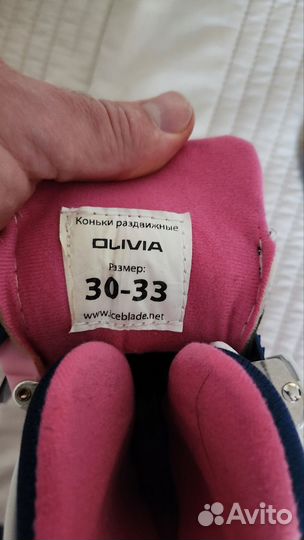 Коньки раздвижные
OLIVIA
Размер:
30-33
www.iceblade.net
Avito